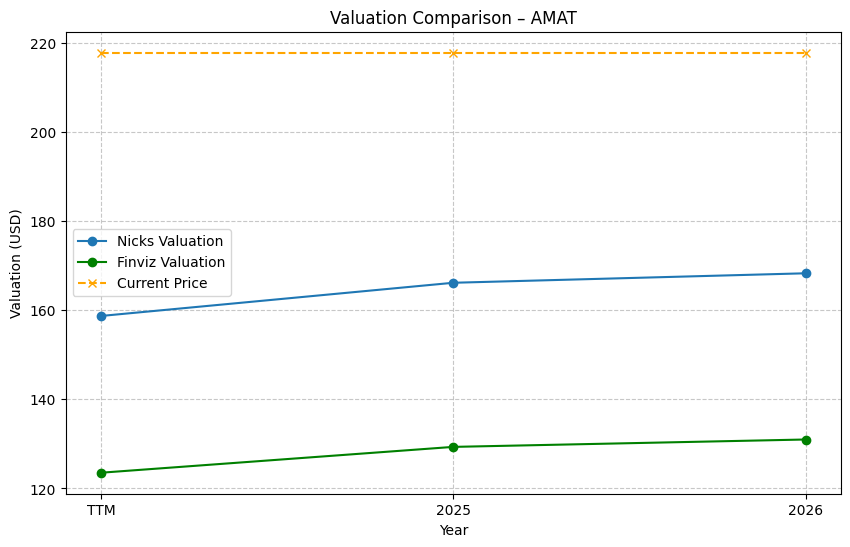 Valuation Comparison – AMAT
Valuation (USD)
220
200
180
160
140
120
Nicks Valuation
Finviz Valuation
Current Price
TTM
2025
2026
Year